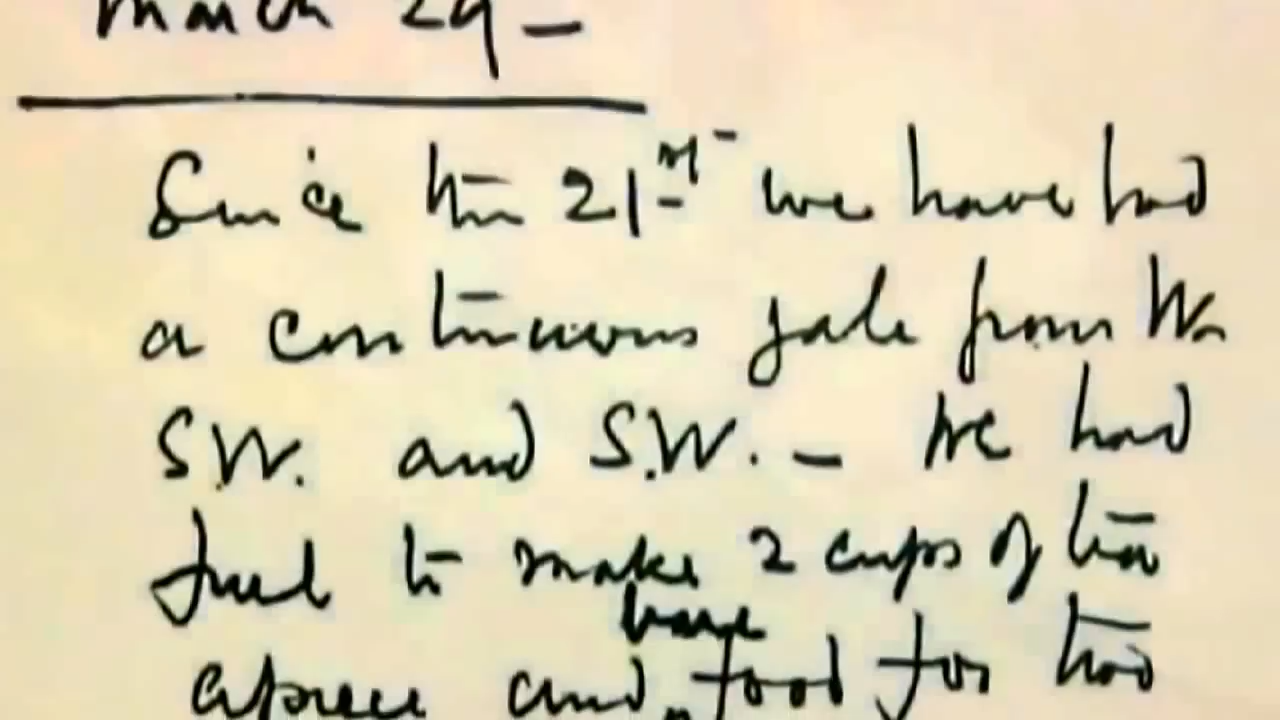 March 29 -
Since the 21st - we have had
a continuous gale from W.
S.W. and S.W. - We had
fuel to make 2 cups of tea
bare
apiece and food for two